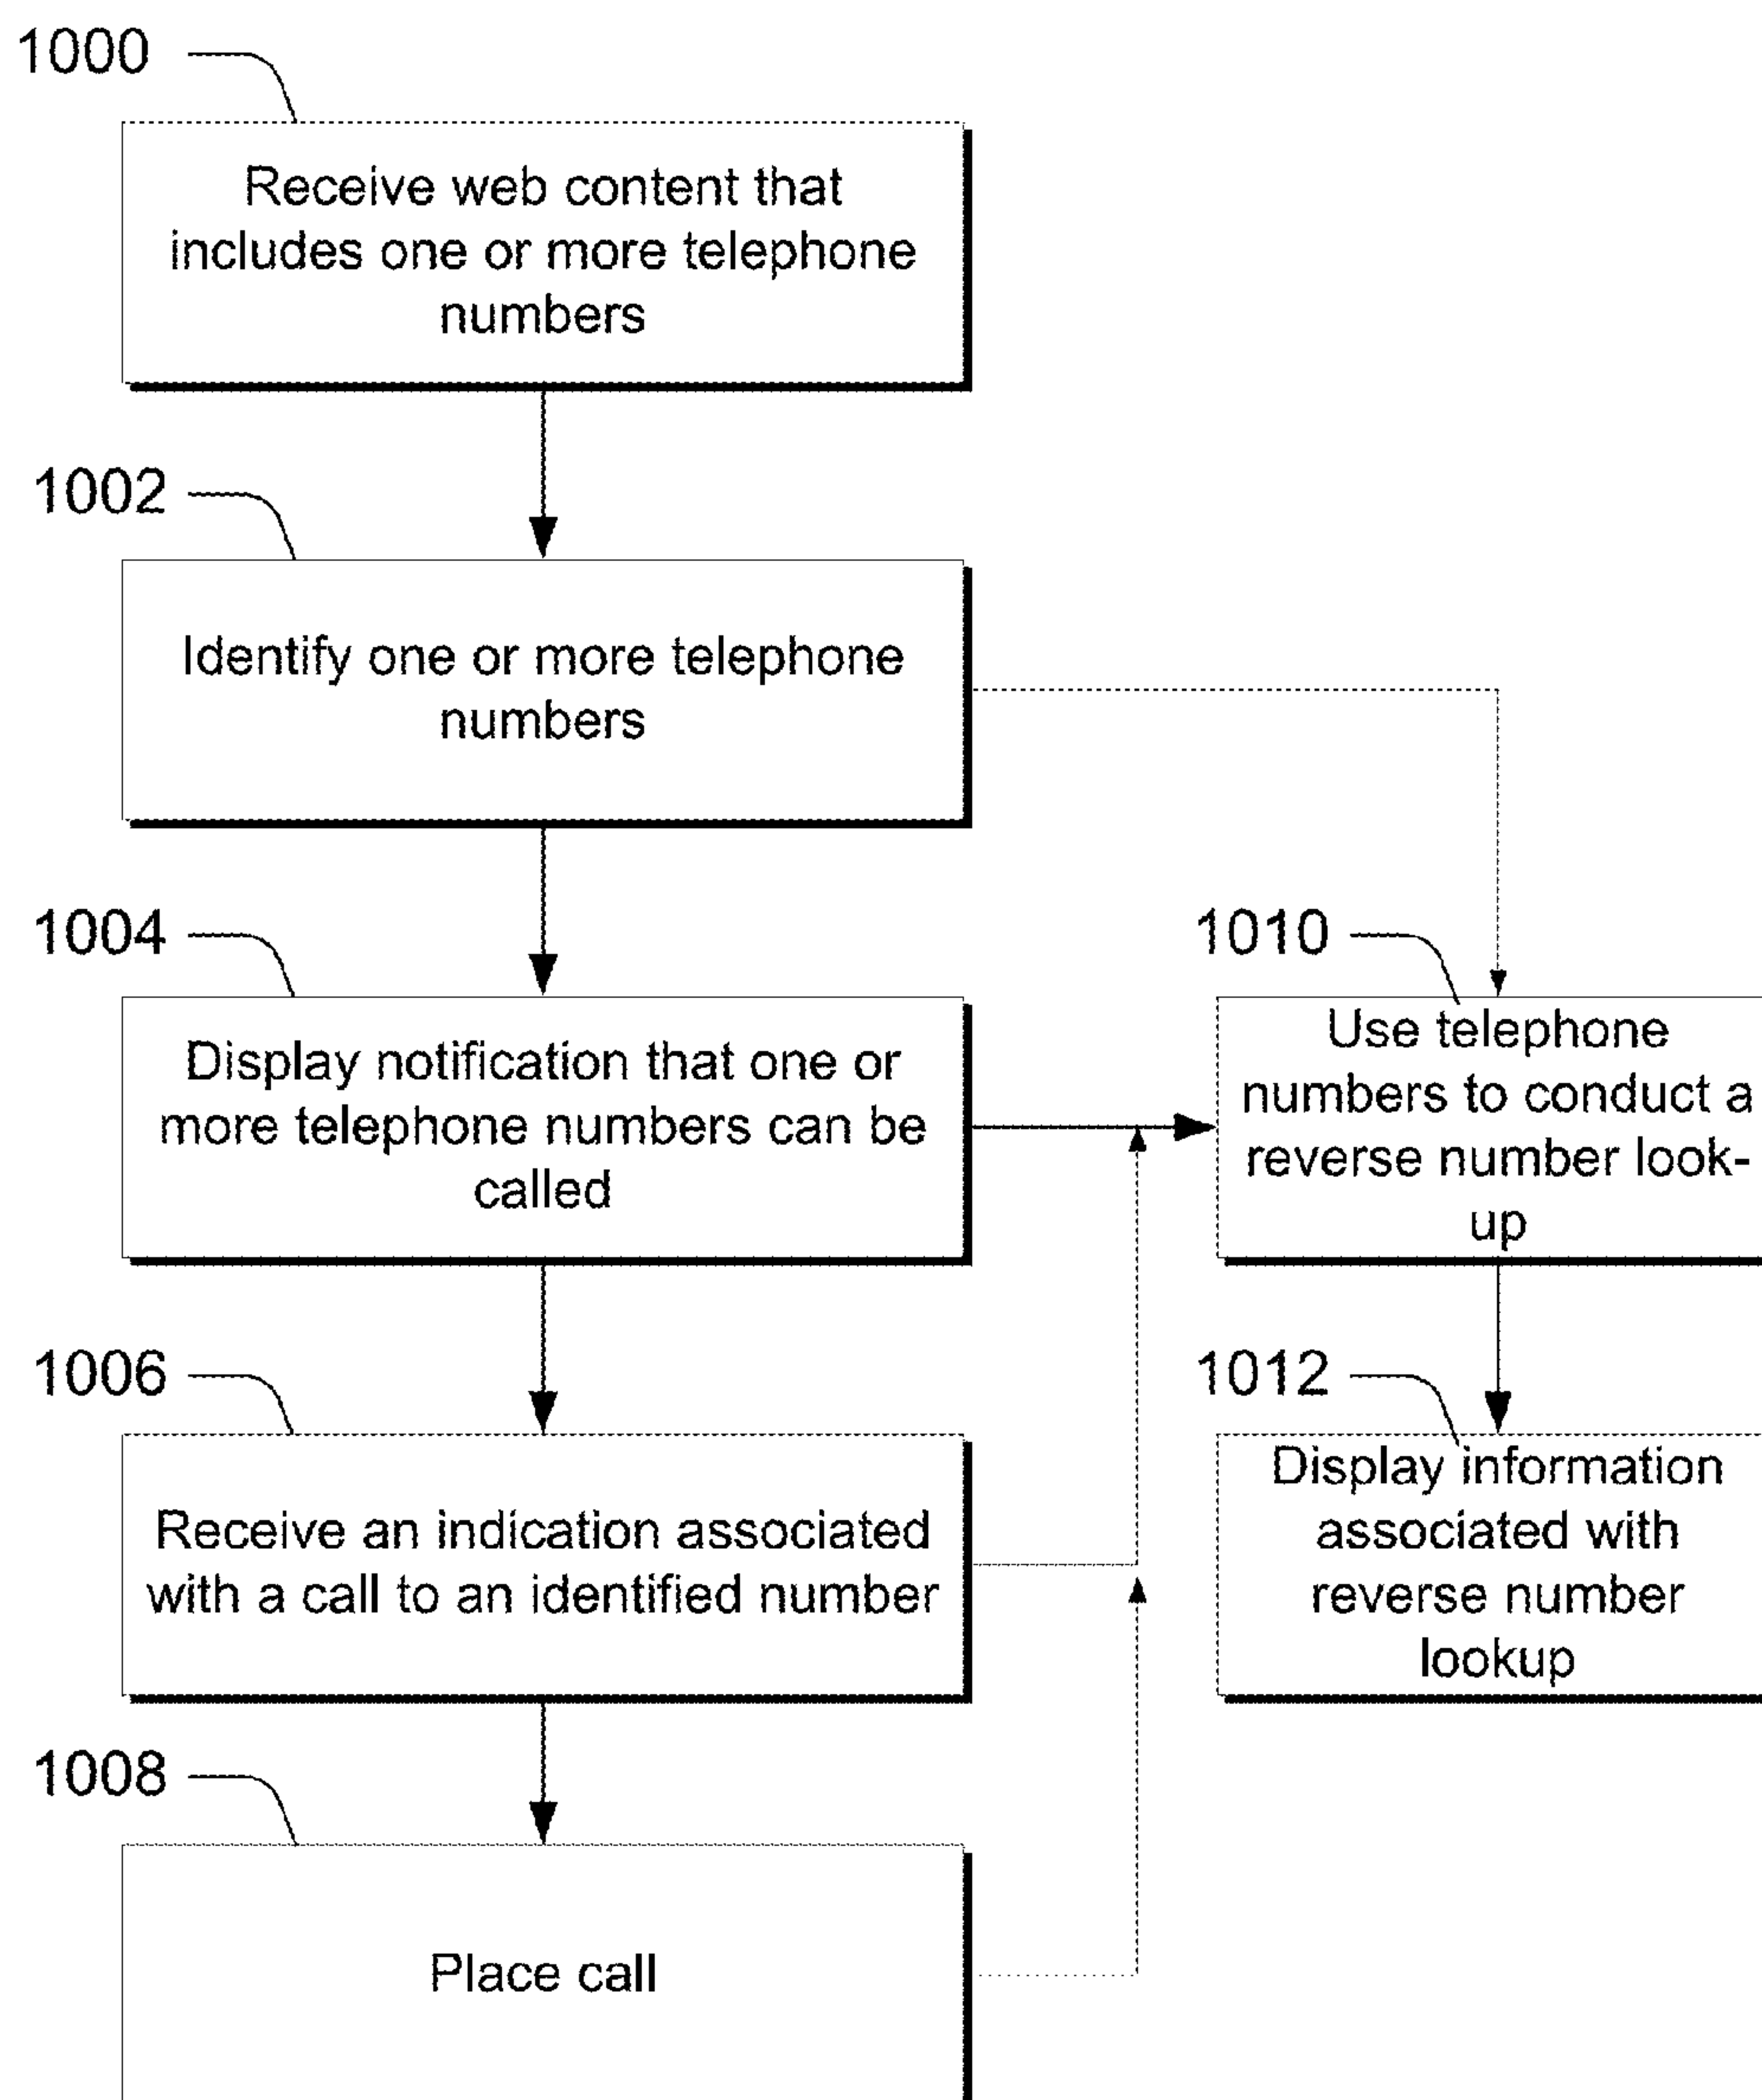 1000
Receive web content that
includes one or more telephone
numbers
1002
Identify one or more telephone
numbers
1004
Display notification that one or
more telephone numbers can be
called
1006
Receive an indication associated
with a call to an identified number
1008
Place call
1010
Use telephone
numbers to conduct a
reverse number look-
up
1012
Display information
associated with
reverse number
lookup